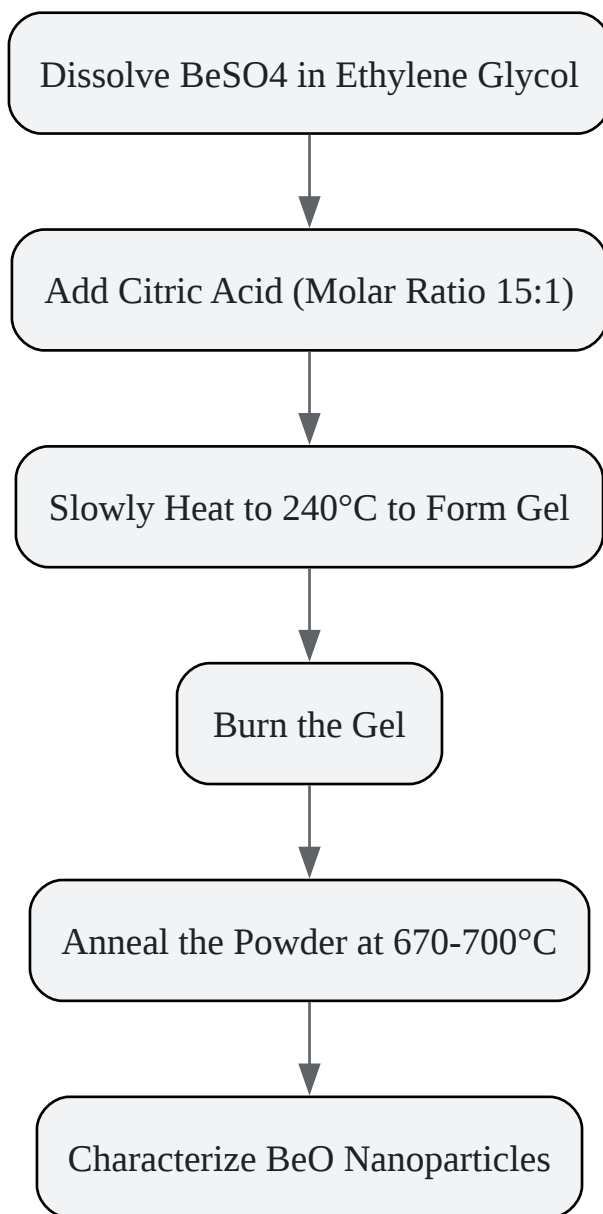 Dissolve BeSO4 in Ethylene Glycol
Add Citric Acid (Molar Ratio 15:1)
Slowly Heat to 240°C to Form Gel
Burn the Gel
Anneal the Powder at 670-700°C
Characterize BeO Nanoparticles